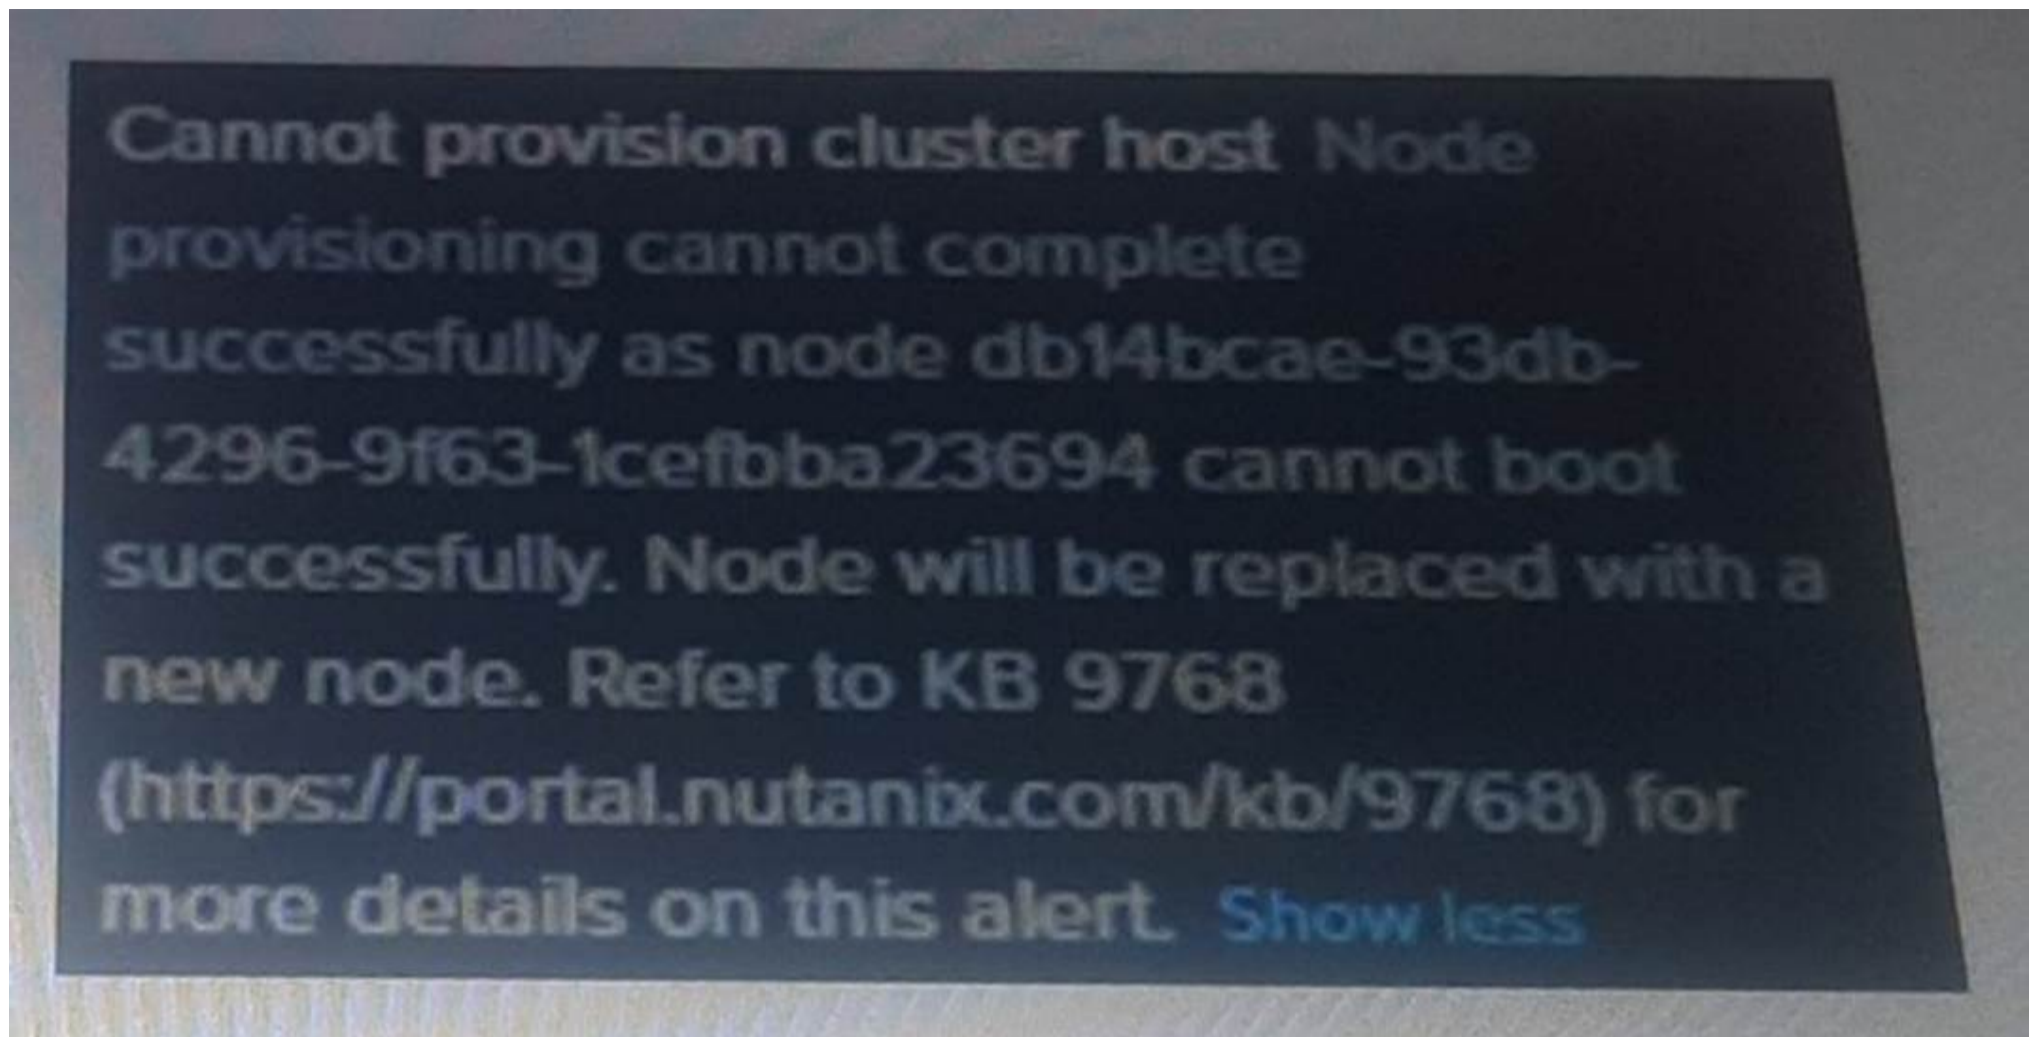 Cannot provision cluster host Node
provisioning cannot complete
successfully as node db14bcae-93db-
4296-9f63-1cefbba23694 cannot boot
successfully. Node will be replaced with a
new node. Refer to KB 9768
(https://portal.nutanix.com/kb/9768) for
more details on this alert. Show less